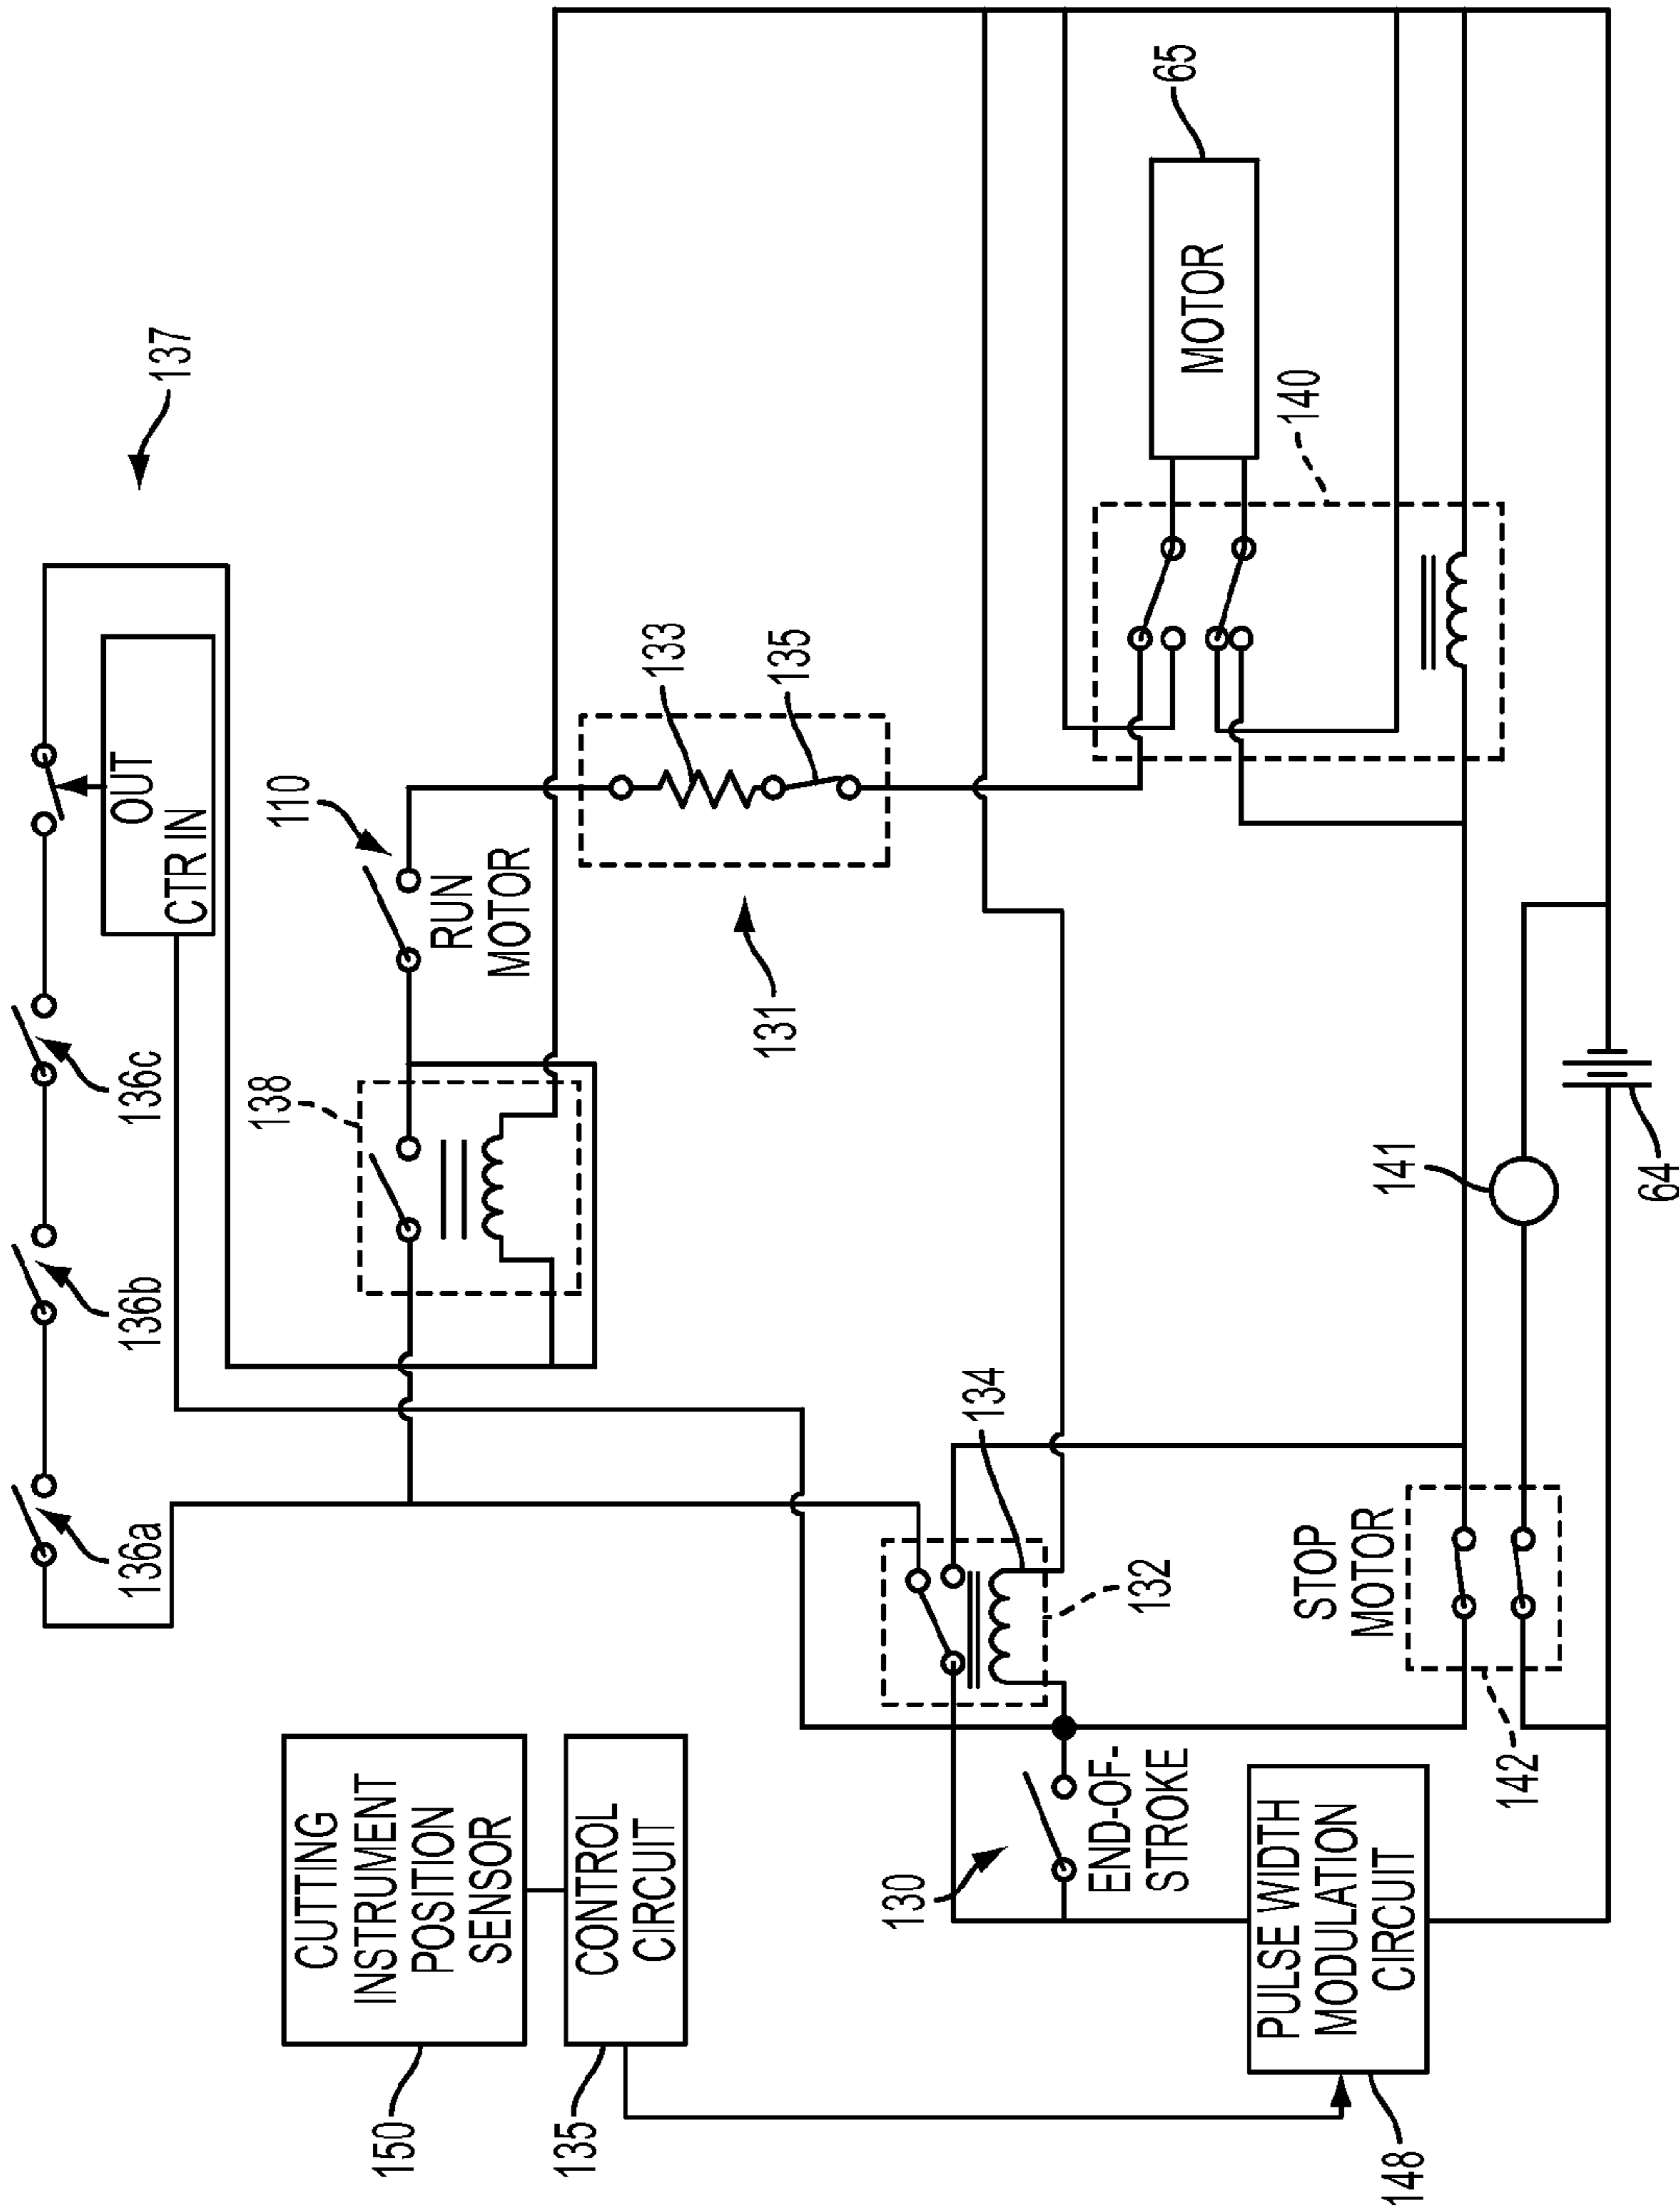 136a
136b
136c
OUT
CTR IN
137
138
110
RUN
MOTOR
133
135
131
MOTOR
65
140
CUTTING
INSTRUMENT
POSITION
SENSOR
150
CONTROL
CIRCUIT
135
130
END-OF-
STROKE
134
132
PULSE WIDTH
MODULATION
CIRCUIT
148
STOP
MOTOR
142
141
64